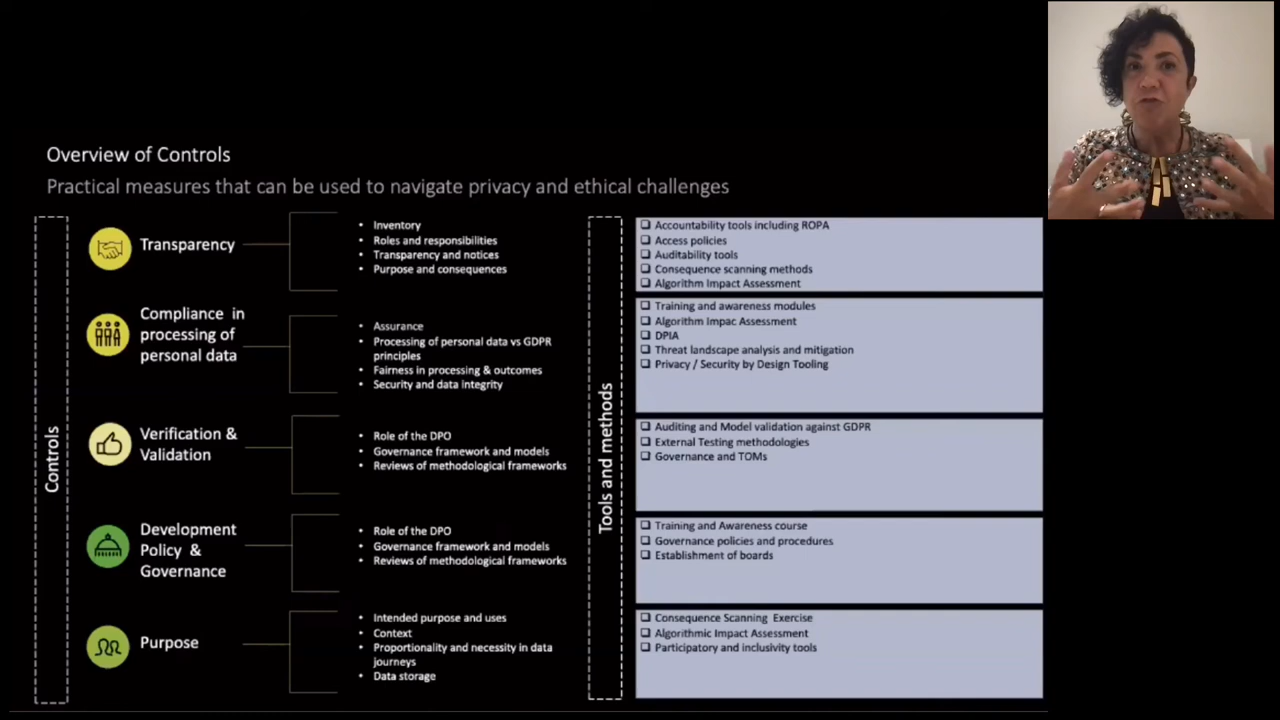 Overview of Controls
Practical measures that can be used to navigate privacy and ethical challenges
Controls
Transparency
• Inventory
• Roles and responsibilities
• Transparency and notices
• Purpose and consequences
Compliance in
processing of
personal data
• Assurance
• Processing of personal data vs GDPR
principles
• Fairness in processing & outcomes
• Security and data integrity
Verification &
Validation
• Role of the DPO
• Governance framework and models
• Reviews of methodological frameworks
Development
Policy &
Governance
• Role of the DPO
• Governance framework and models
• Reviews of methodological frameworks
Purpose
• Intended purpose and uses
• Context
• Proportionality and necessity in data
journeys
• Data storage
Tools and methods
❑ Accountability tools including ROPA
❑ Access policies
❑ Auditability tools
❑ Consequence scanning methods
❑ Algorithm Impact Assessment
❑ Training and awareness modules
❑ Algorithm Impac Assessment
❑ DPIA
❑ Threat landscape analysis and mitigation
❑ Privacy / Security by Design Tooling
❑ Auditing and Model validation against GDPR
❑ External Testing methodologies
❑ Governance and TOMs
❑ Training and Awareness course
❑ Governance policies and procedures
❑ Establishment of boards
❑ Consequence Scanning Exercise
❑ Algorithmic Impact Assessment
❑ Participatory and inclusivity tools